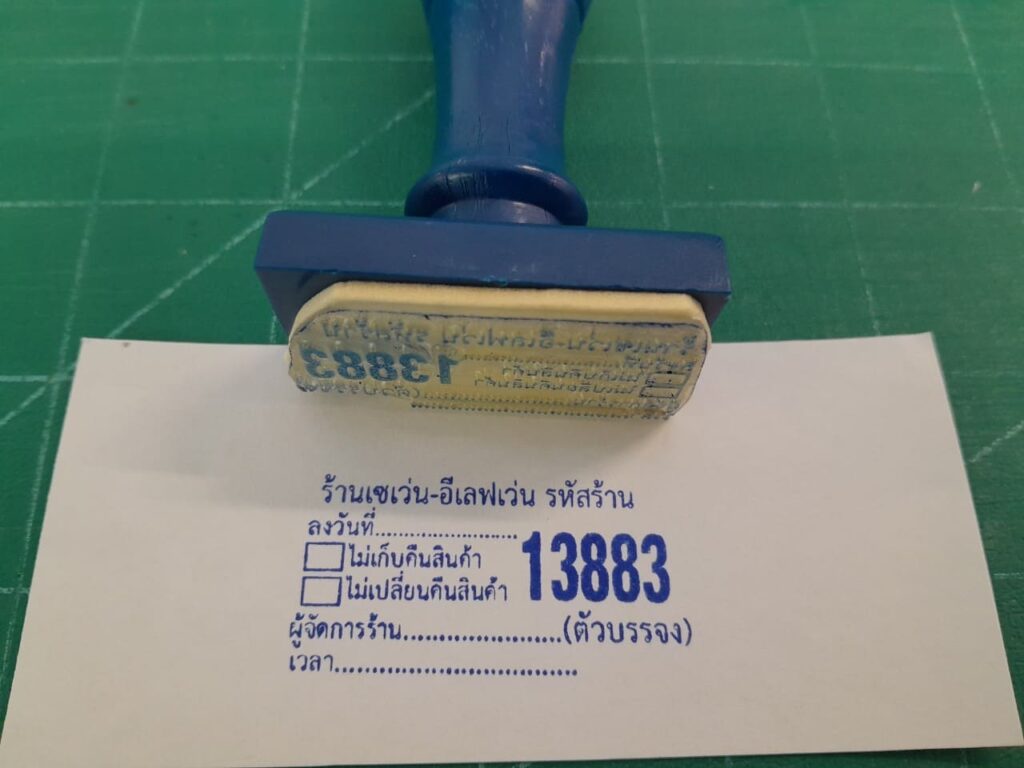 ร้านเซเว่น-อีเลฟเว่น รหัสร้าน
ลงวันที่........................
ไม่เก็บคืนสินค้า
ไม่เปลี่ยนคืนสินค้า
13883
ผู้จัดการร้าน.......................(ตัวบรรจง)
เวลา...................................
13883